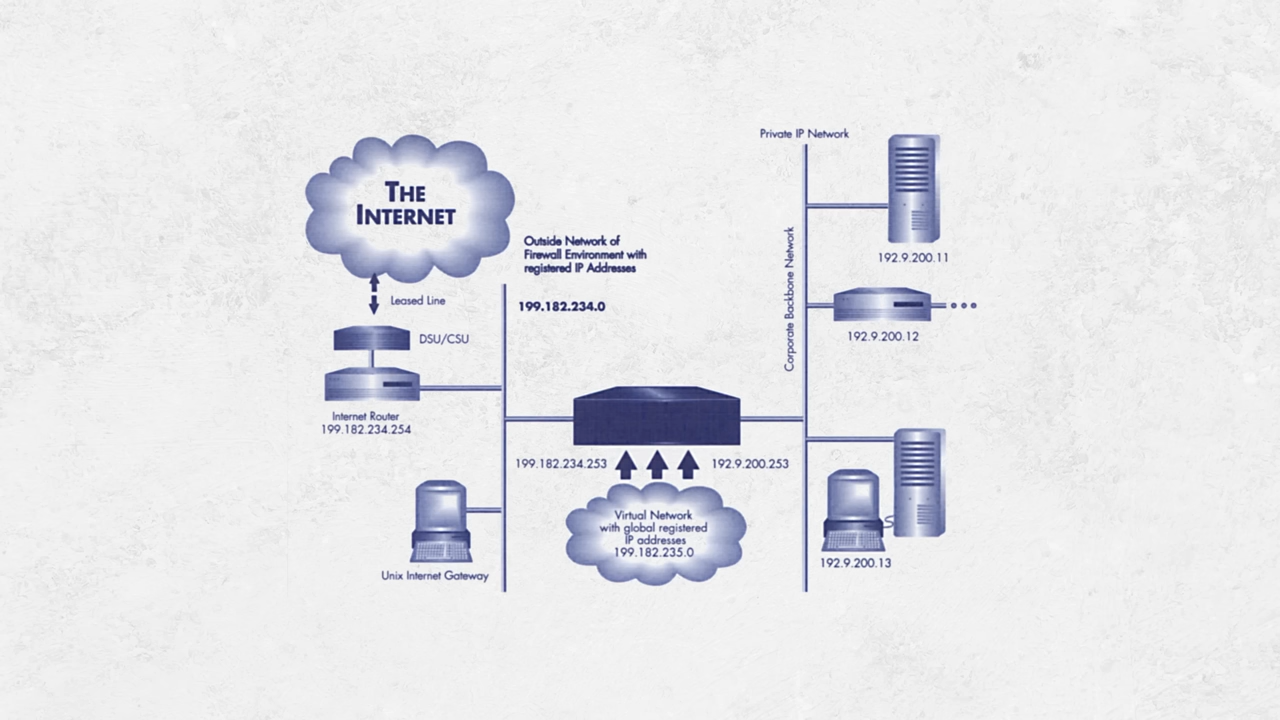 THE
INTERNET
Leased Line
DSU/CSU
Internet Router
199.182.234.254
Unix Internet Gateway
Outside Network of
Firewall Environment with
registered IP Addresses
199.182.234.0
199.182.234.253
192.9.200.253
Virtual Network
with global registered
IP addresses
199.182.235.0
Private IP Network
Corporate Backbone Network
192.9.200.11
192.9.200.12
192.9.200.13